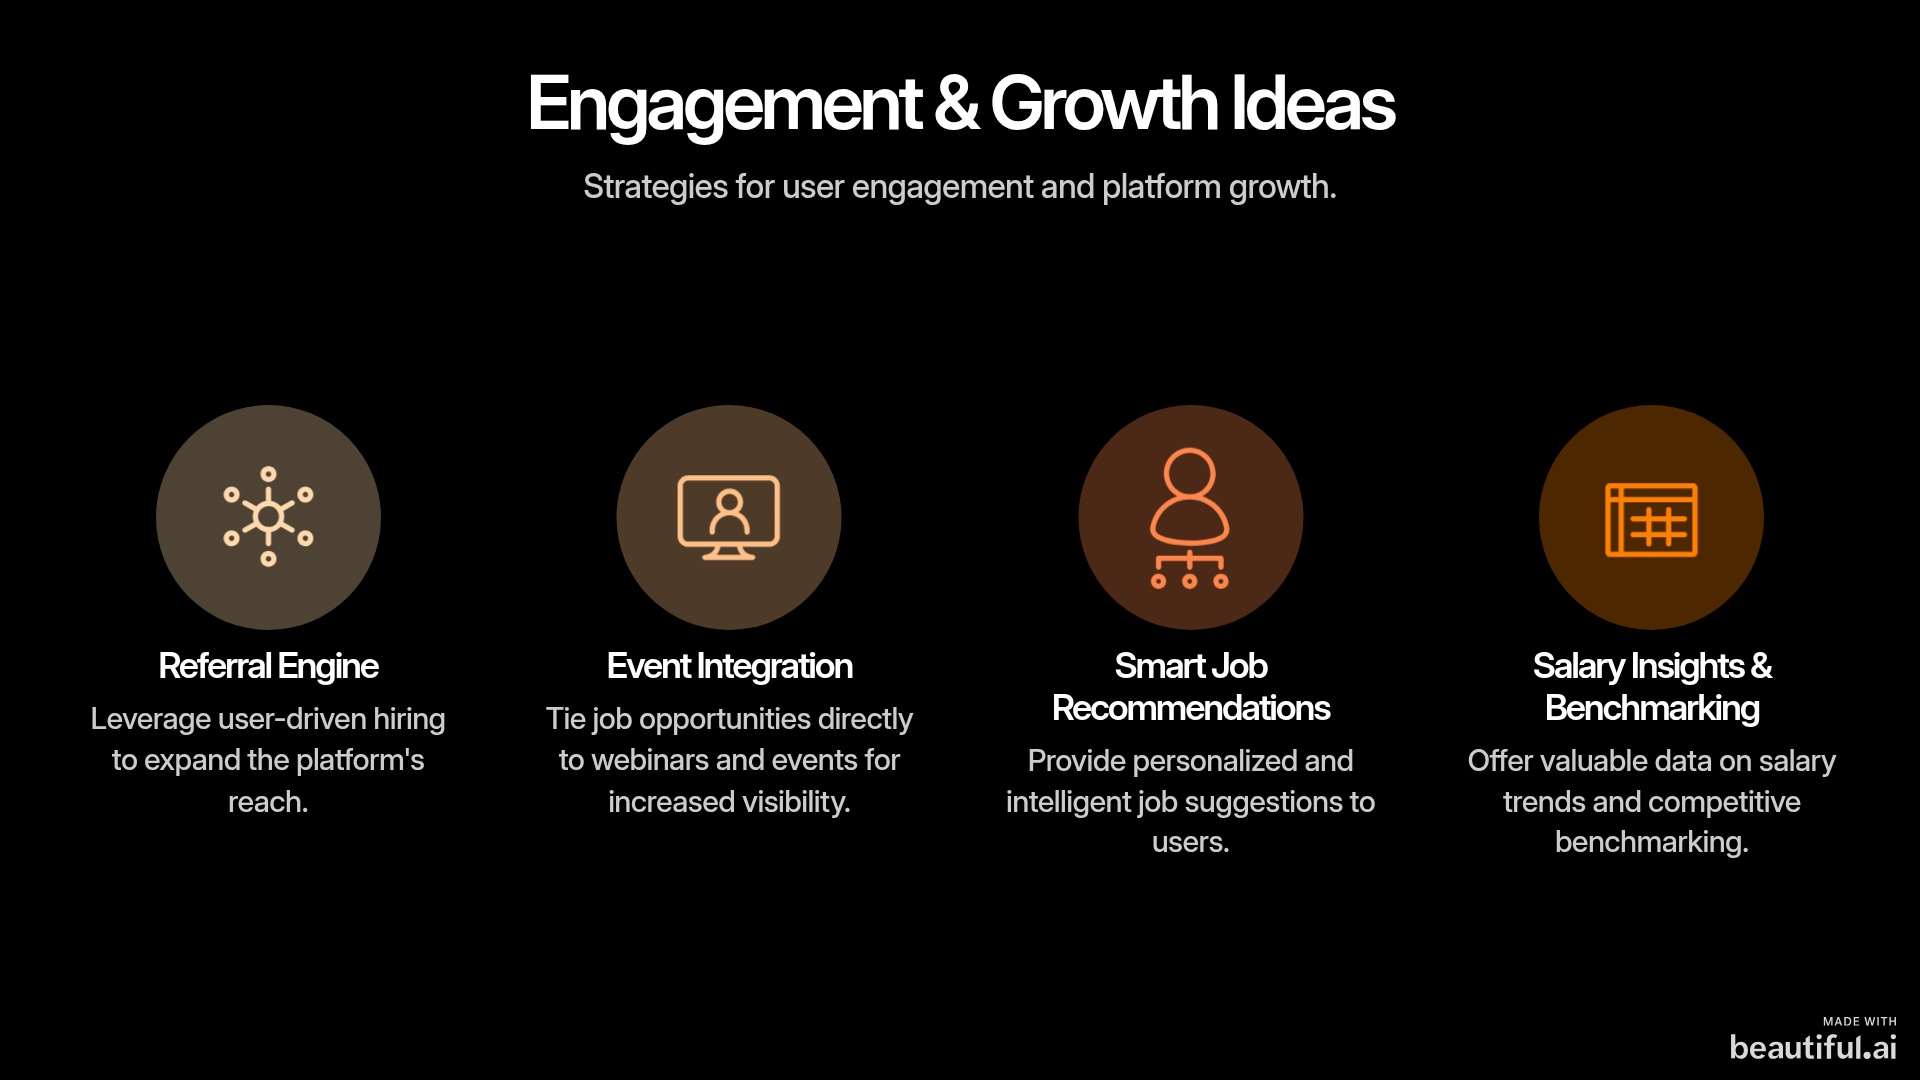 Engagement & Growth Ideas
Strategies for user engagement and platform growth.
Referral Engine
Leverage user-driven hiring
to expand the platform's
reach.
Event Integration
Tie job opportunities directly
to webinars and events for
increased visibility.
Smart Job
Recommendations
Provide personalized and
intelligent job suggestions to
users.
Salary Insights &
Benchmarking
Offer valuable data on salary
trends and competitive
benchmarking.
MADE WITH
beautiful.ai